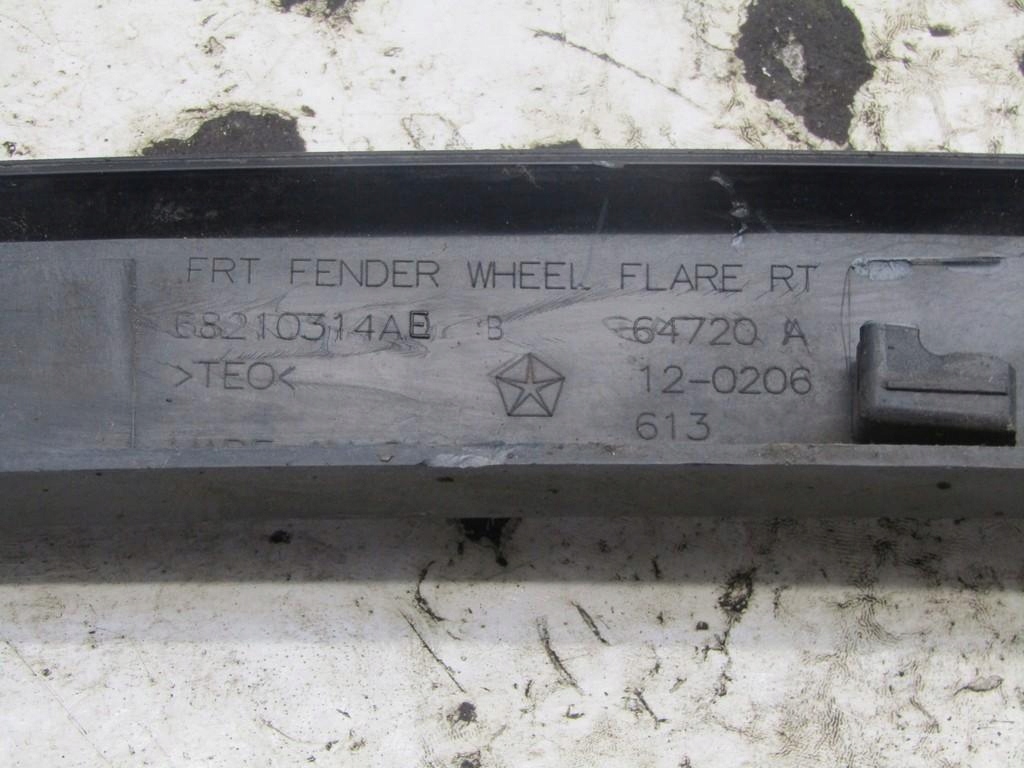 FRT FENDER WHEEL FLARE RT
68210314AE B 64720 A
>TEO< 12-0206
613